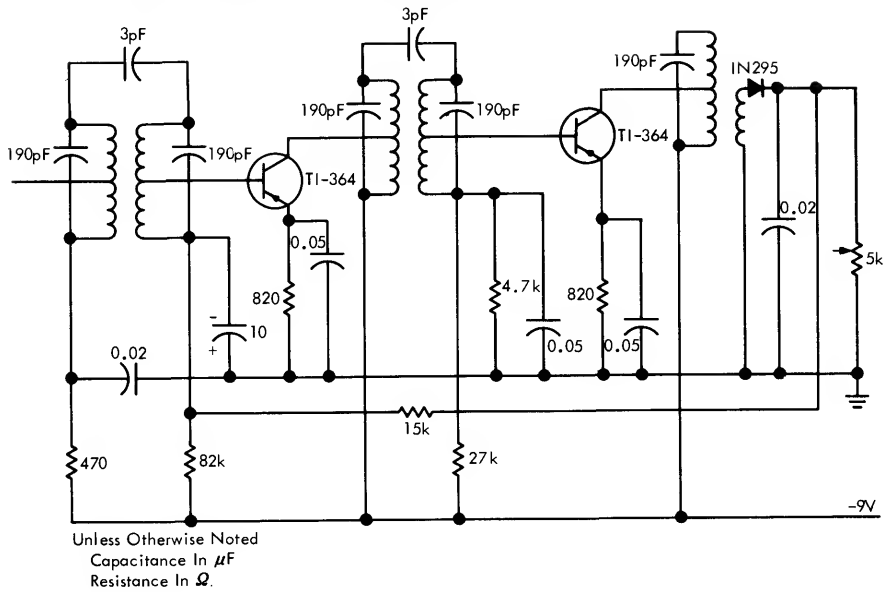 3pF
3pF
190pF
IN295
190pF
190pF
190pF
190pF
TI-364
TI-364
0.02
0.05
5k
820
4.7k
820
-
10
+
0.05
0.05
0.02
15k
470
82k
27k
-9V
Unless Otherwise Noted
Capacitance In μF
Resistance In Ω.